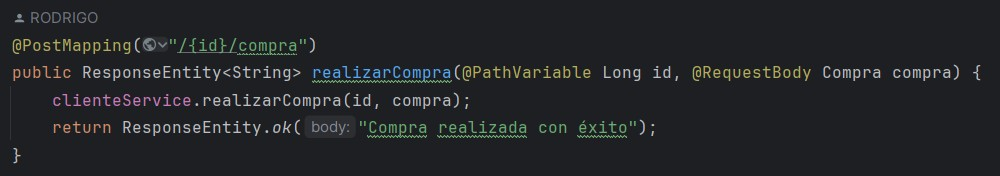 RODRIGO
@PostMapping("/{id}/compra")
public ResponseEntity<String> realizarCompra(@PathVariable Long id, @RequestBody Compra compra) {
clienteService.realizarCompra(id, compra);
return ResponseEntity.ok( body: "Compra realizada con éxito");
}